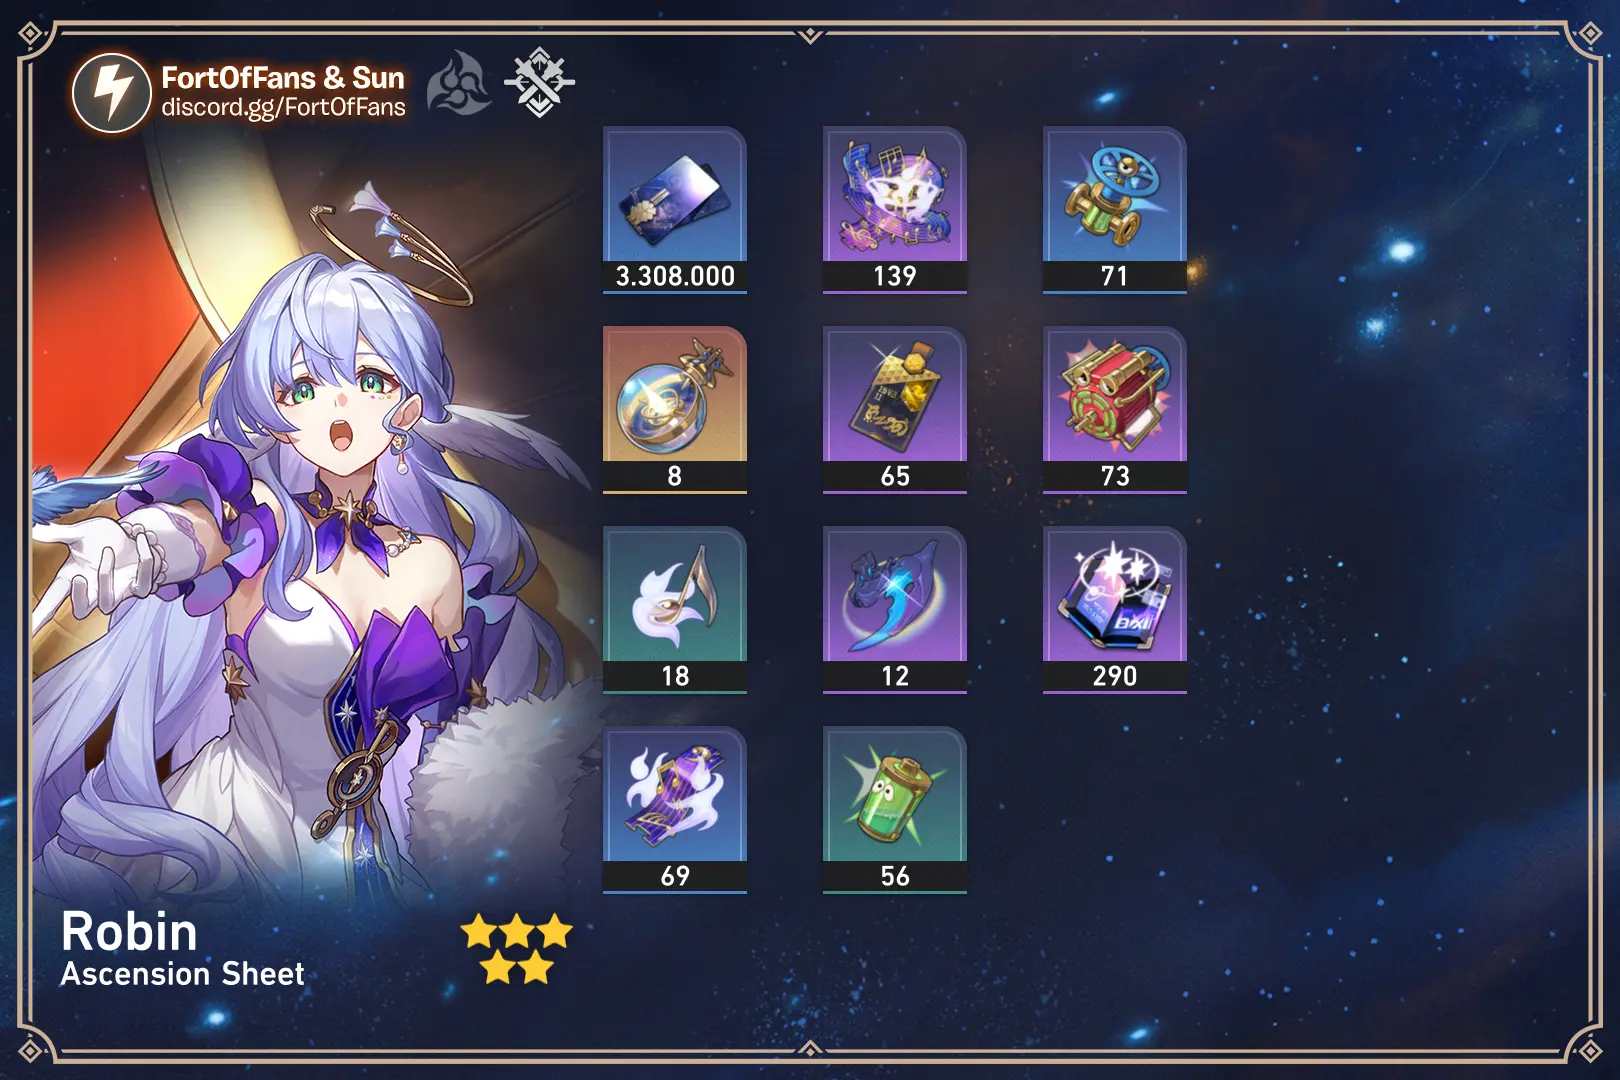 FortOfFans & Sun
discord.gg/FortOfFans
3.308.000
139
71
8
65
73
18
12
290
69
56
Robin
Ascension Sheet